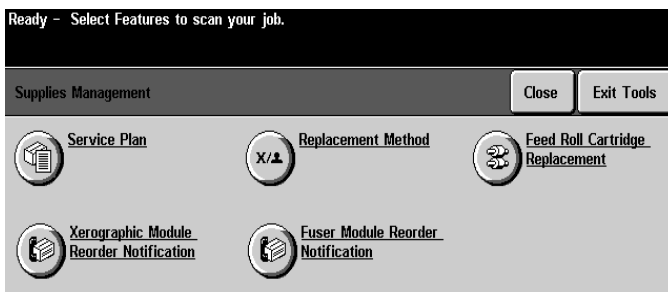 Ready - Select Features to scan your job.
Supplies Management
Close
Exit Tools
Service Plan
X/
Replacement Method
Feed Roll Cartridge
Replacement
Xerographic Module
Reorder Notification
Fuser Module Reorder
Notification